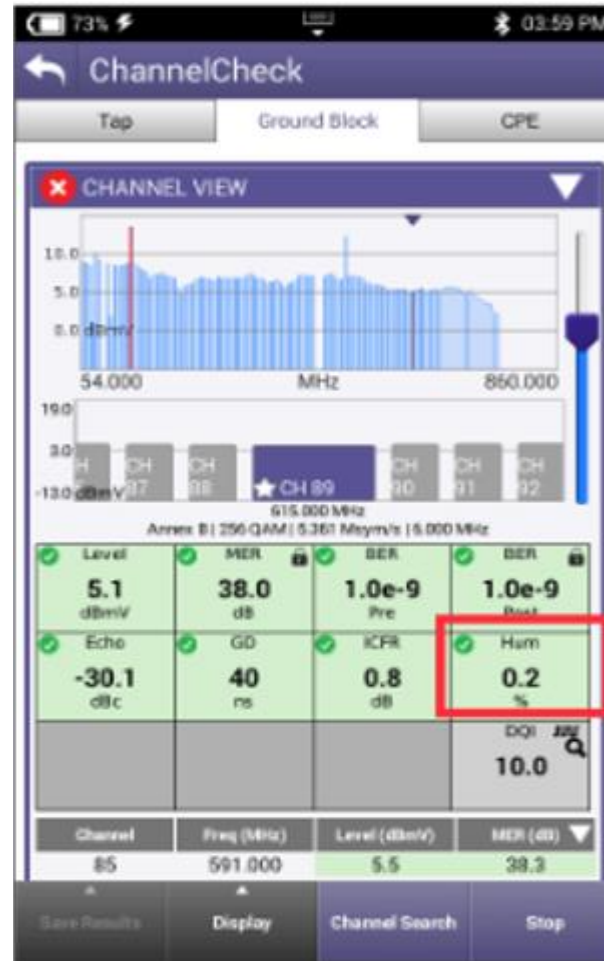 73% 03:59 PM
ChannelCheck
Tap Ground Block CPE
CHANNEL VIEW
10.0
5.0
0.0 dBmV
54.000 MHz 860.000
19.0
3.0
-13.0 dBmV
CH 87 CH 88 CH 89 CH 90 CH 91 CH 92
615.000 MHz
Annex B | 256 QAM | 5.361 Msym/s | 6.000 MHz
Level MER BER BER
5.1 38.0 1.0e-9 1.0e-9
dBmV dB Pre Post
Echo GD ICFR Hum
-30.1 40 0.8 0.2
dBc ns dB %
DQI
10.0
Channel Freq (MHz) Level (dBmV) MER (dB)
85 591.000 5.5 38.3
Save Results Display Channel Search Stop